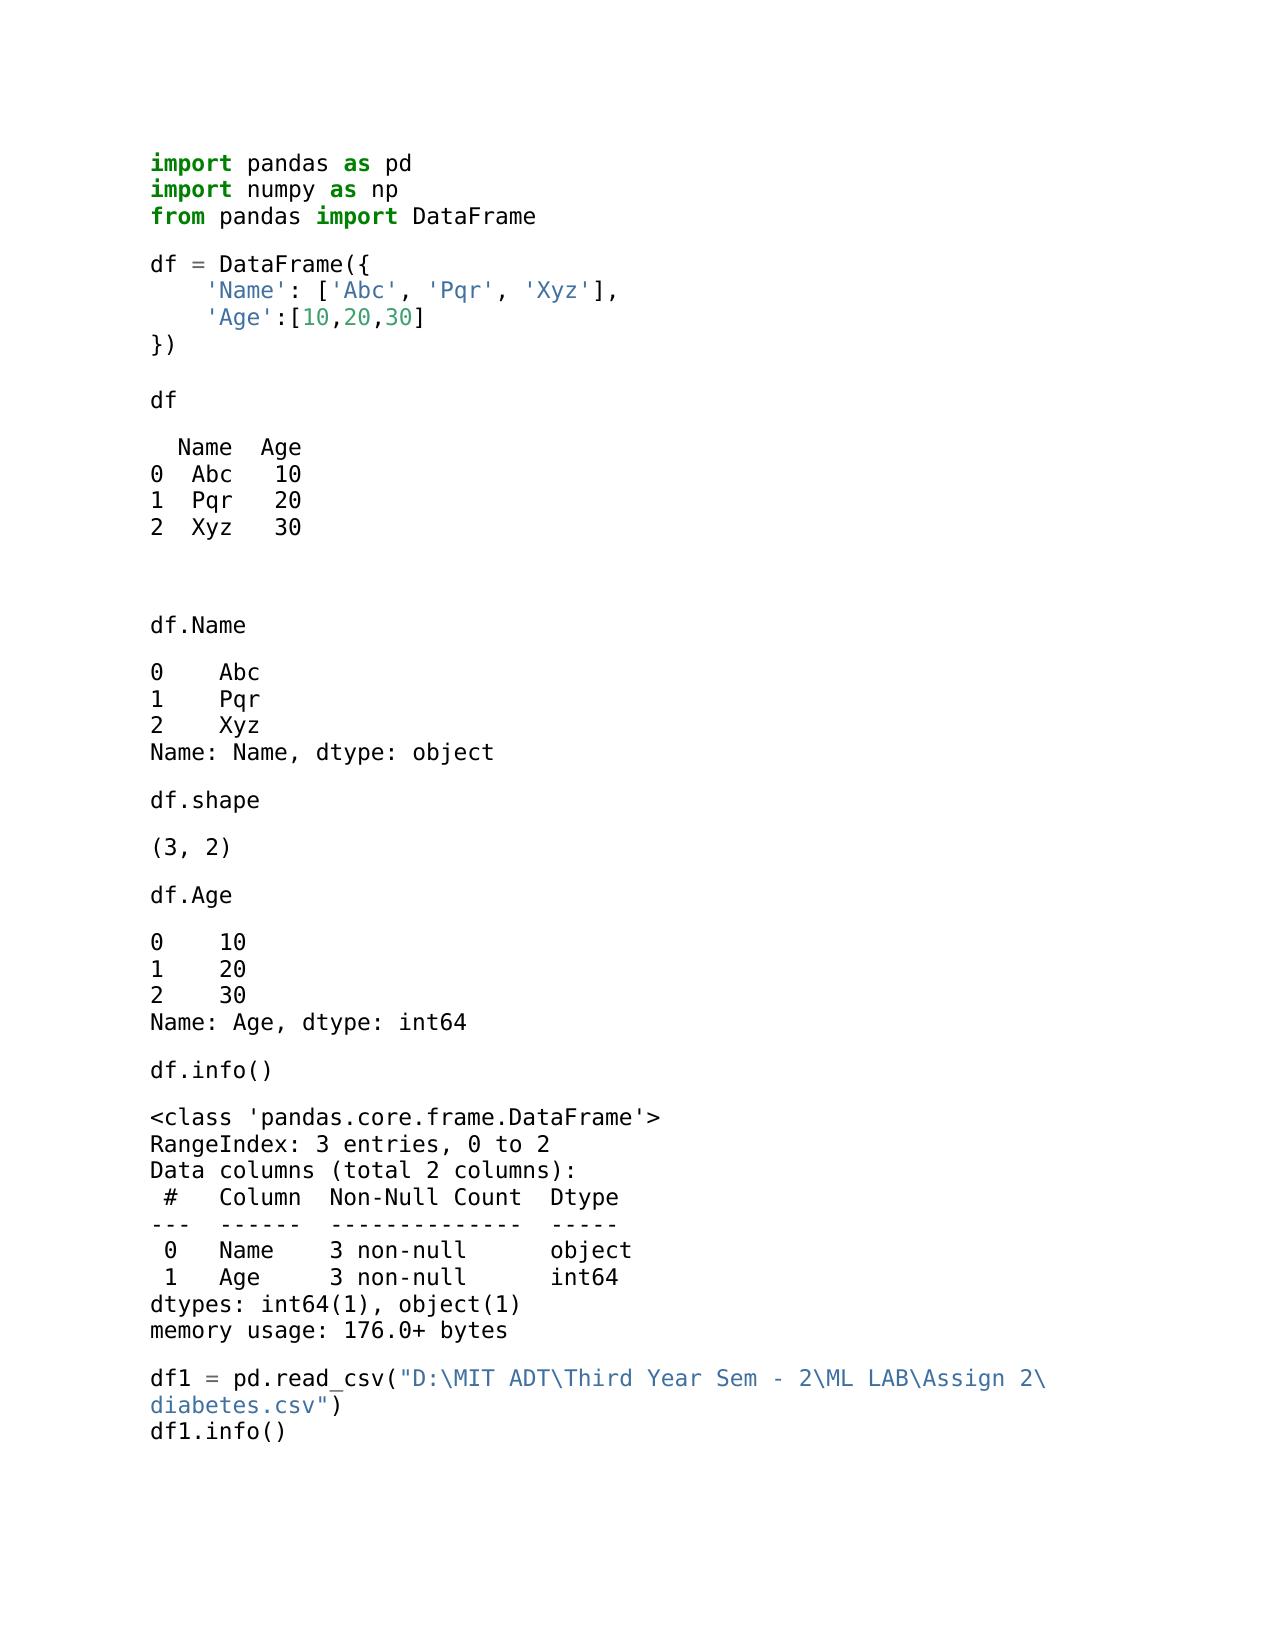 import pandas as pd
import numpy as np
from pandas import DataFrame
df = DataFrame({
    'Name': ['Abc', 'Pqr', 'Xyz'],
    'Age':[10,20,30]
})
df
  Name  Age
0  Abc   10
1  Pqr   20
2  Xyz   30
df.Name
0    Abc
1    Pqr
2    Xyz
Name: Name, dtype: object
df.shape
(3, 2)
df.Age
0    10
1    20
2    30
Name: Age, dtype: int64
df.info()
<class 'pandas.core.frame.DataFrame'>
RangeIndex: 3 entries, 0 to 2
Data columns (total 2 columns):
 #   Column  Non-Null Count  Dtype
---  ------  --------------  -----
 0   Name    3 non-null      object
 1   Age     3 non-null      int64
dtypes: int64(1), object(1)
memory usage: 176.0+ bytes
df1 = pd.read_csv("D:\MIT ADT\Third Year Sem - 2\ML LAB\Assign 2\
diabetes.csv")
df1.info()